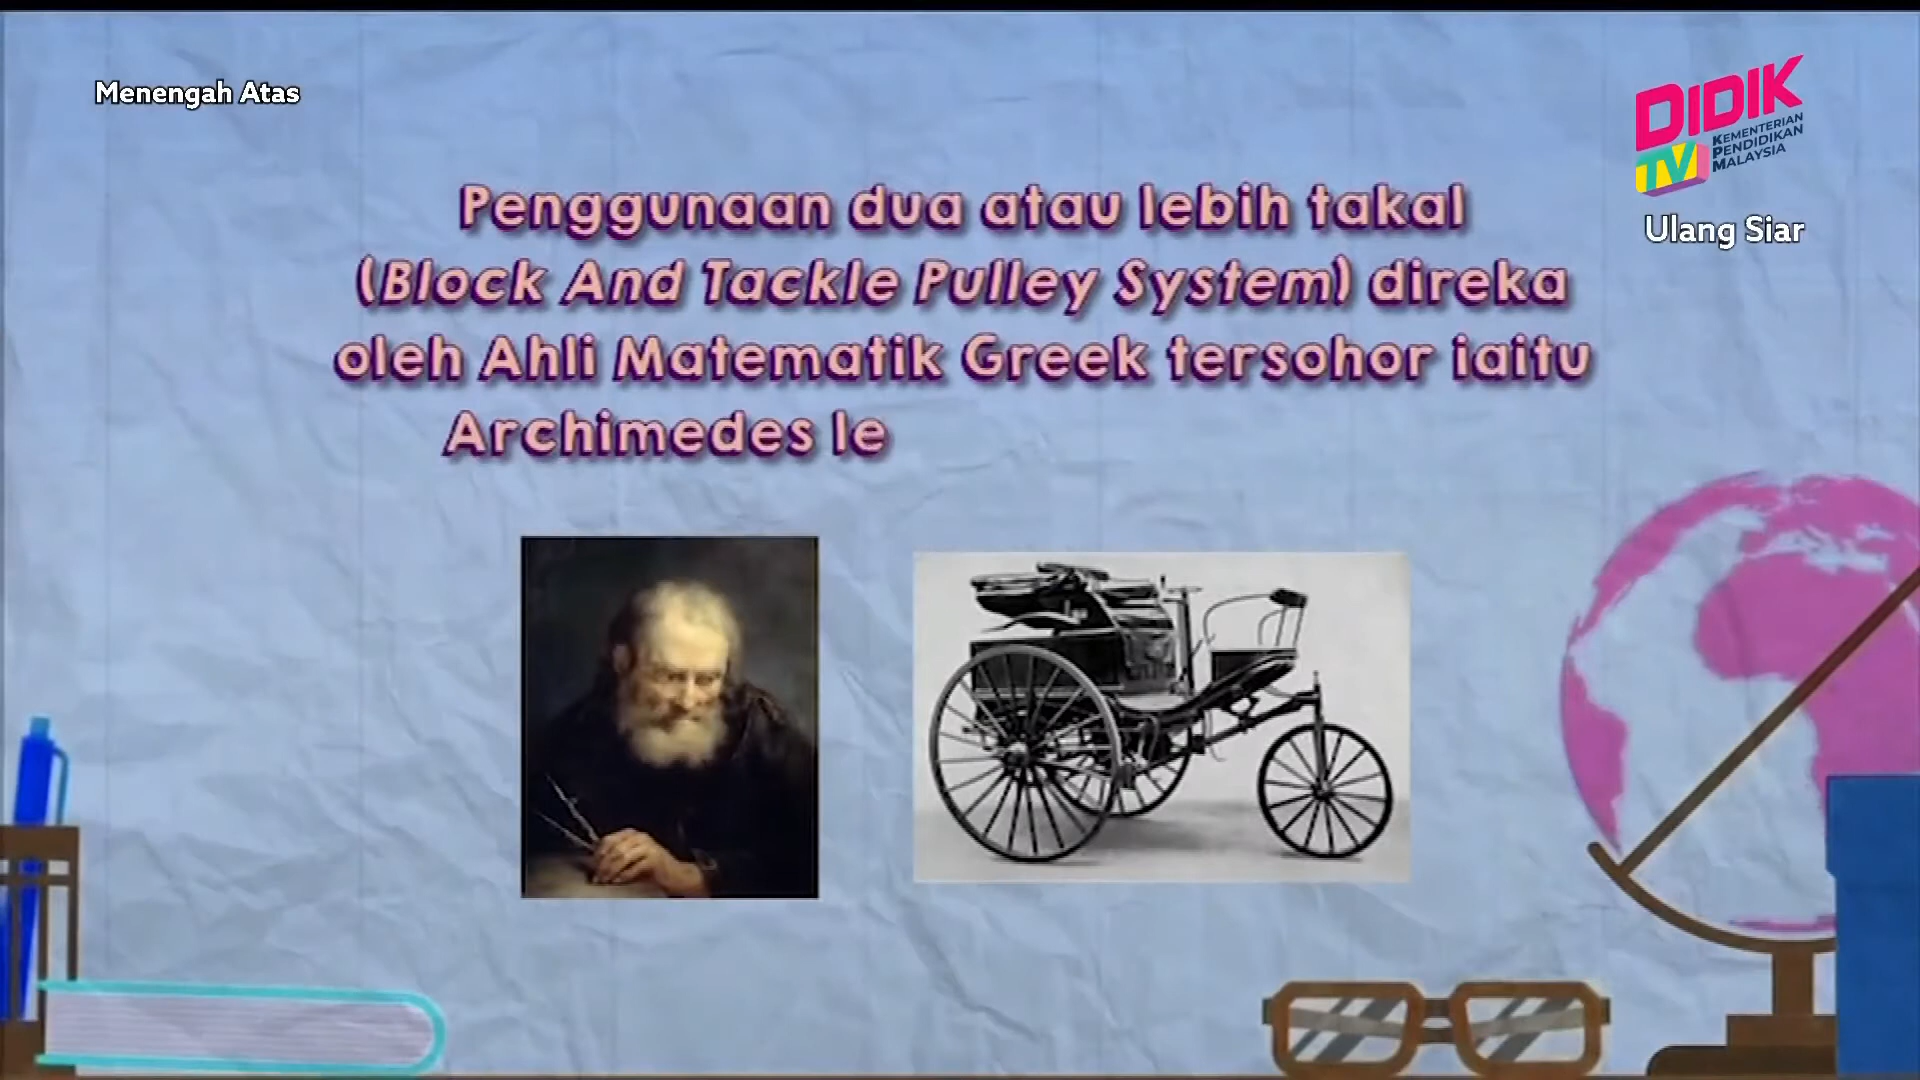 Menengah Atas
DIDIK
TV
KEMENTERIAN
PENDIDIKAN
MALAYSIA
Ulang Siar
Penggunaan dua atau lebih takal
(Block And Tackle Pulley System) direka
oleh Ahli Matematik Greek tersohor iaitu
Archimedes le